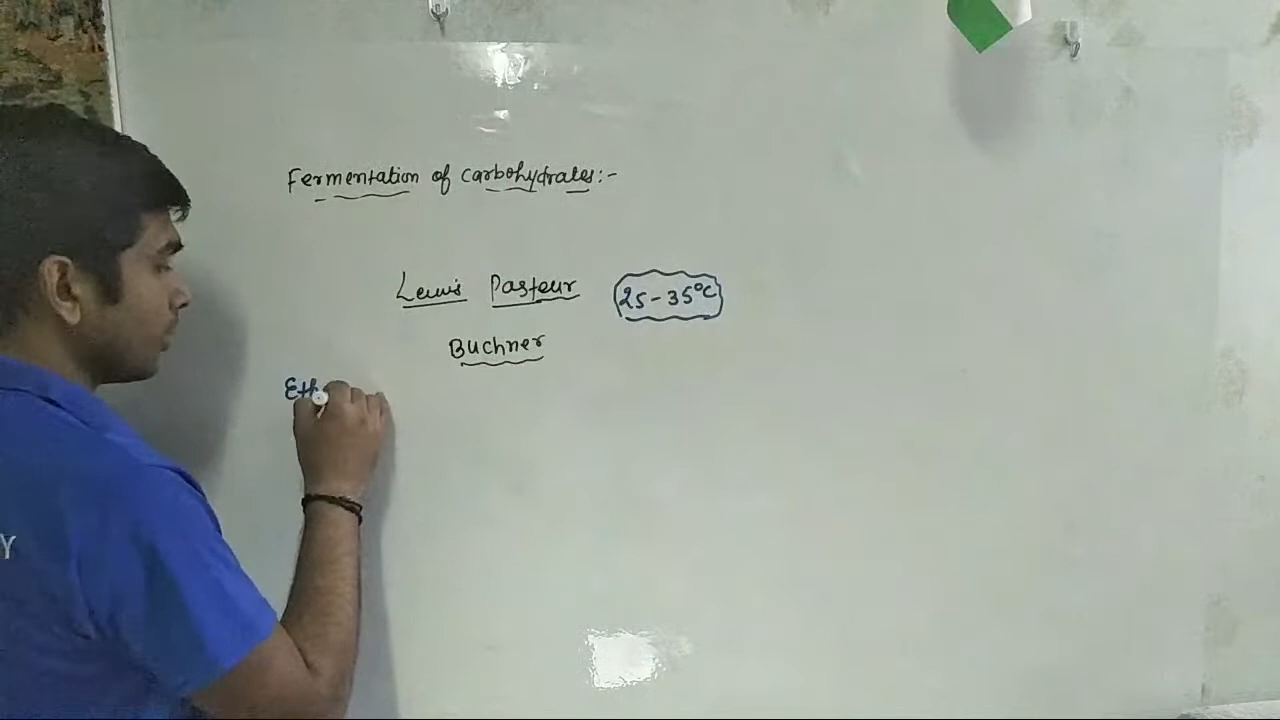 Fermentation of carbohydrates:-
Lewis Pasteur 25-35°C
Buchner
Eth
Y